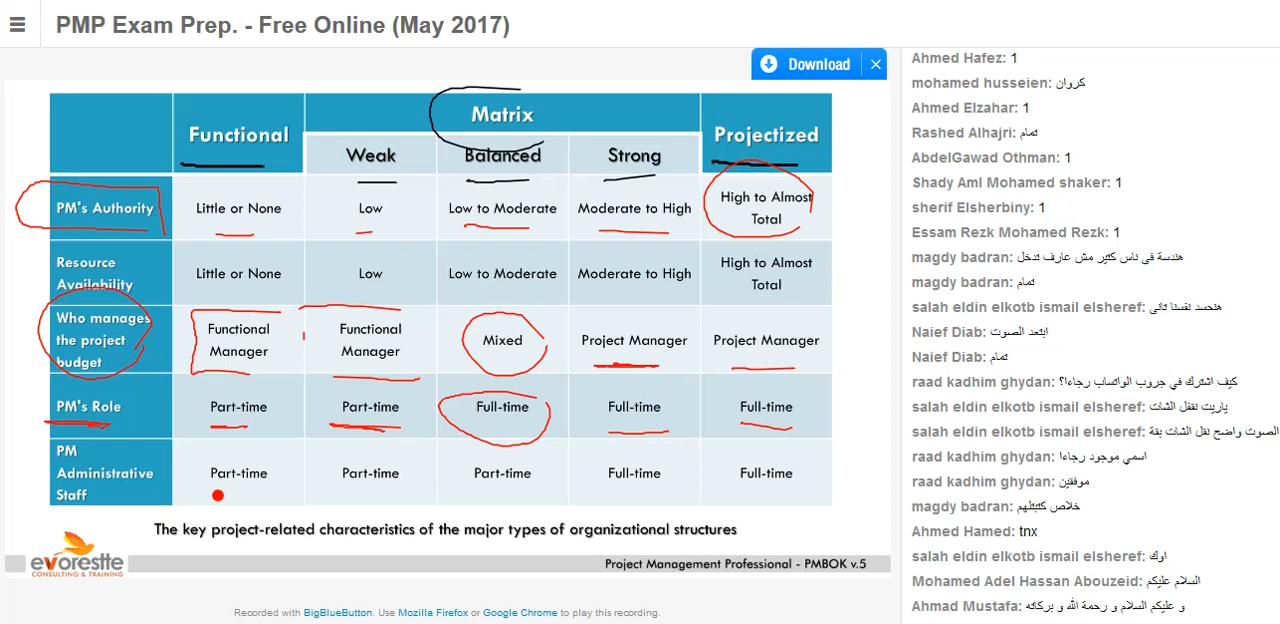 PMP Exam Prep. - Free Online (May 2017)
Download
Functional
Matrix
Projectized
Weak
Balanced
Strong
PM's Authority
Little or None
Low
Low to Moderate
Moderate to High
High to Almost
Total
Resource
Availability
Little or None
Low
Low to Moderate
Moderate to High
High to Almost
Total
Who manages
the project
budget
Functional
Manager
Functional
Manager
Mixed
Project Manager
Project Manager
PM's Role
Part-time
Part-time
Full-time
Full-time
Full-time
PM
Administrative
Staff
Part-time
Part-time
Part-time
Full-time
Full-time
The key project-related characteristics of the major types of organizational structures
evorestte
CONSULTING & TRAINING
Project Management Professional - PMBOK v.5
Recorded with BigBlueButton. Use Mozilla Firefox or Google Chrome to play this recording.
Ahmed Hafez: 1
mohamed husseien: كروان
Ahmed Elzahar: 1
Rashed Alhajri: تمام
AbdelGawad Othman: 1
Shady Aml Mohamed shaker: 1
sherif Elsherbiny: 1
Essam Rezk Mohamed Rezk: 1
magdy badran: هندسة فى ناس كتير مش عارف تدخل
magdy badran: تمام
salah eldin elkotb ismail elsheref: هنحسد نفسنا تانى
Naief Diab: ابتعد الصوت
Naief Diab: تمام
raad kadhim ghydan: كيف اشترك في جروب الواتساب رجاءا؟
salah eldin elkotb ismail elsheref: ياريت نقفل الشات
salah eldin elkotb ismail elsheref: الصوت واضح نقل الشات بقة
raad kadhim ghydan: اسمي موجود رجاءا
raad kadhim ghydan: موفقين
magdy badran: خلاص كتبتلهم
Ahmed Hamed: tnx
salah eldin elkotb ismail elsheref: اوك
Mohamed Adel Hassan Abouzeid: السلام عليكم
Ahmad Mustafa: و عليكم السلام و رحمة الله و بركاته